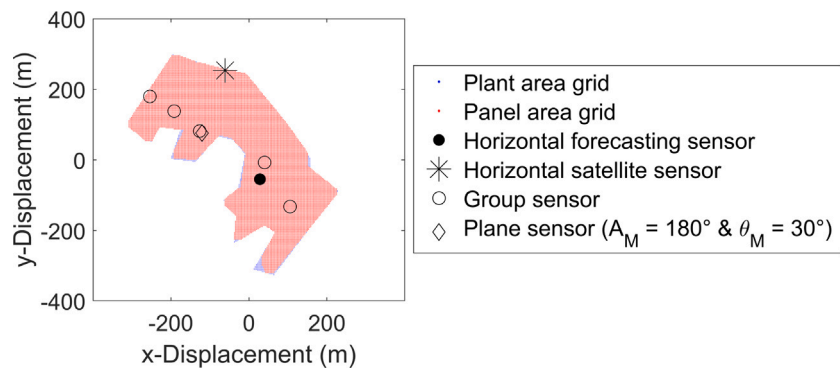 400
200
0
-200
-400
y-Displacement (m)
-200 0 200
x-Displacement (m)
Plant area grid
Panel area grid
Horizontal forecasting sensor
Horizontal satellite sensor
Group sensor
Plane sensor (A_M = 180° & θ_M = 30°)